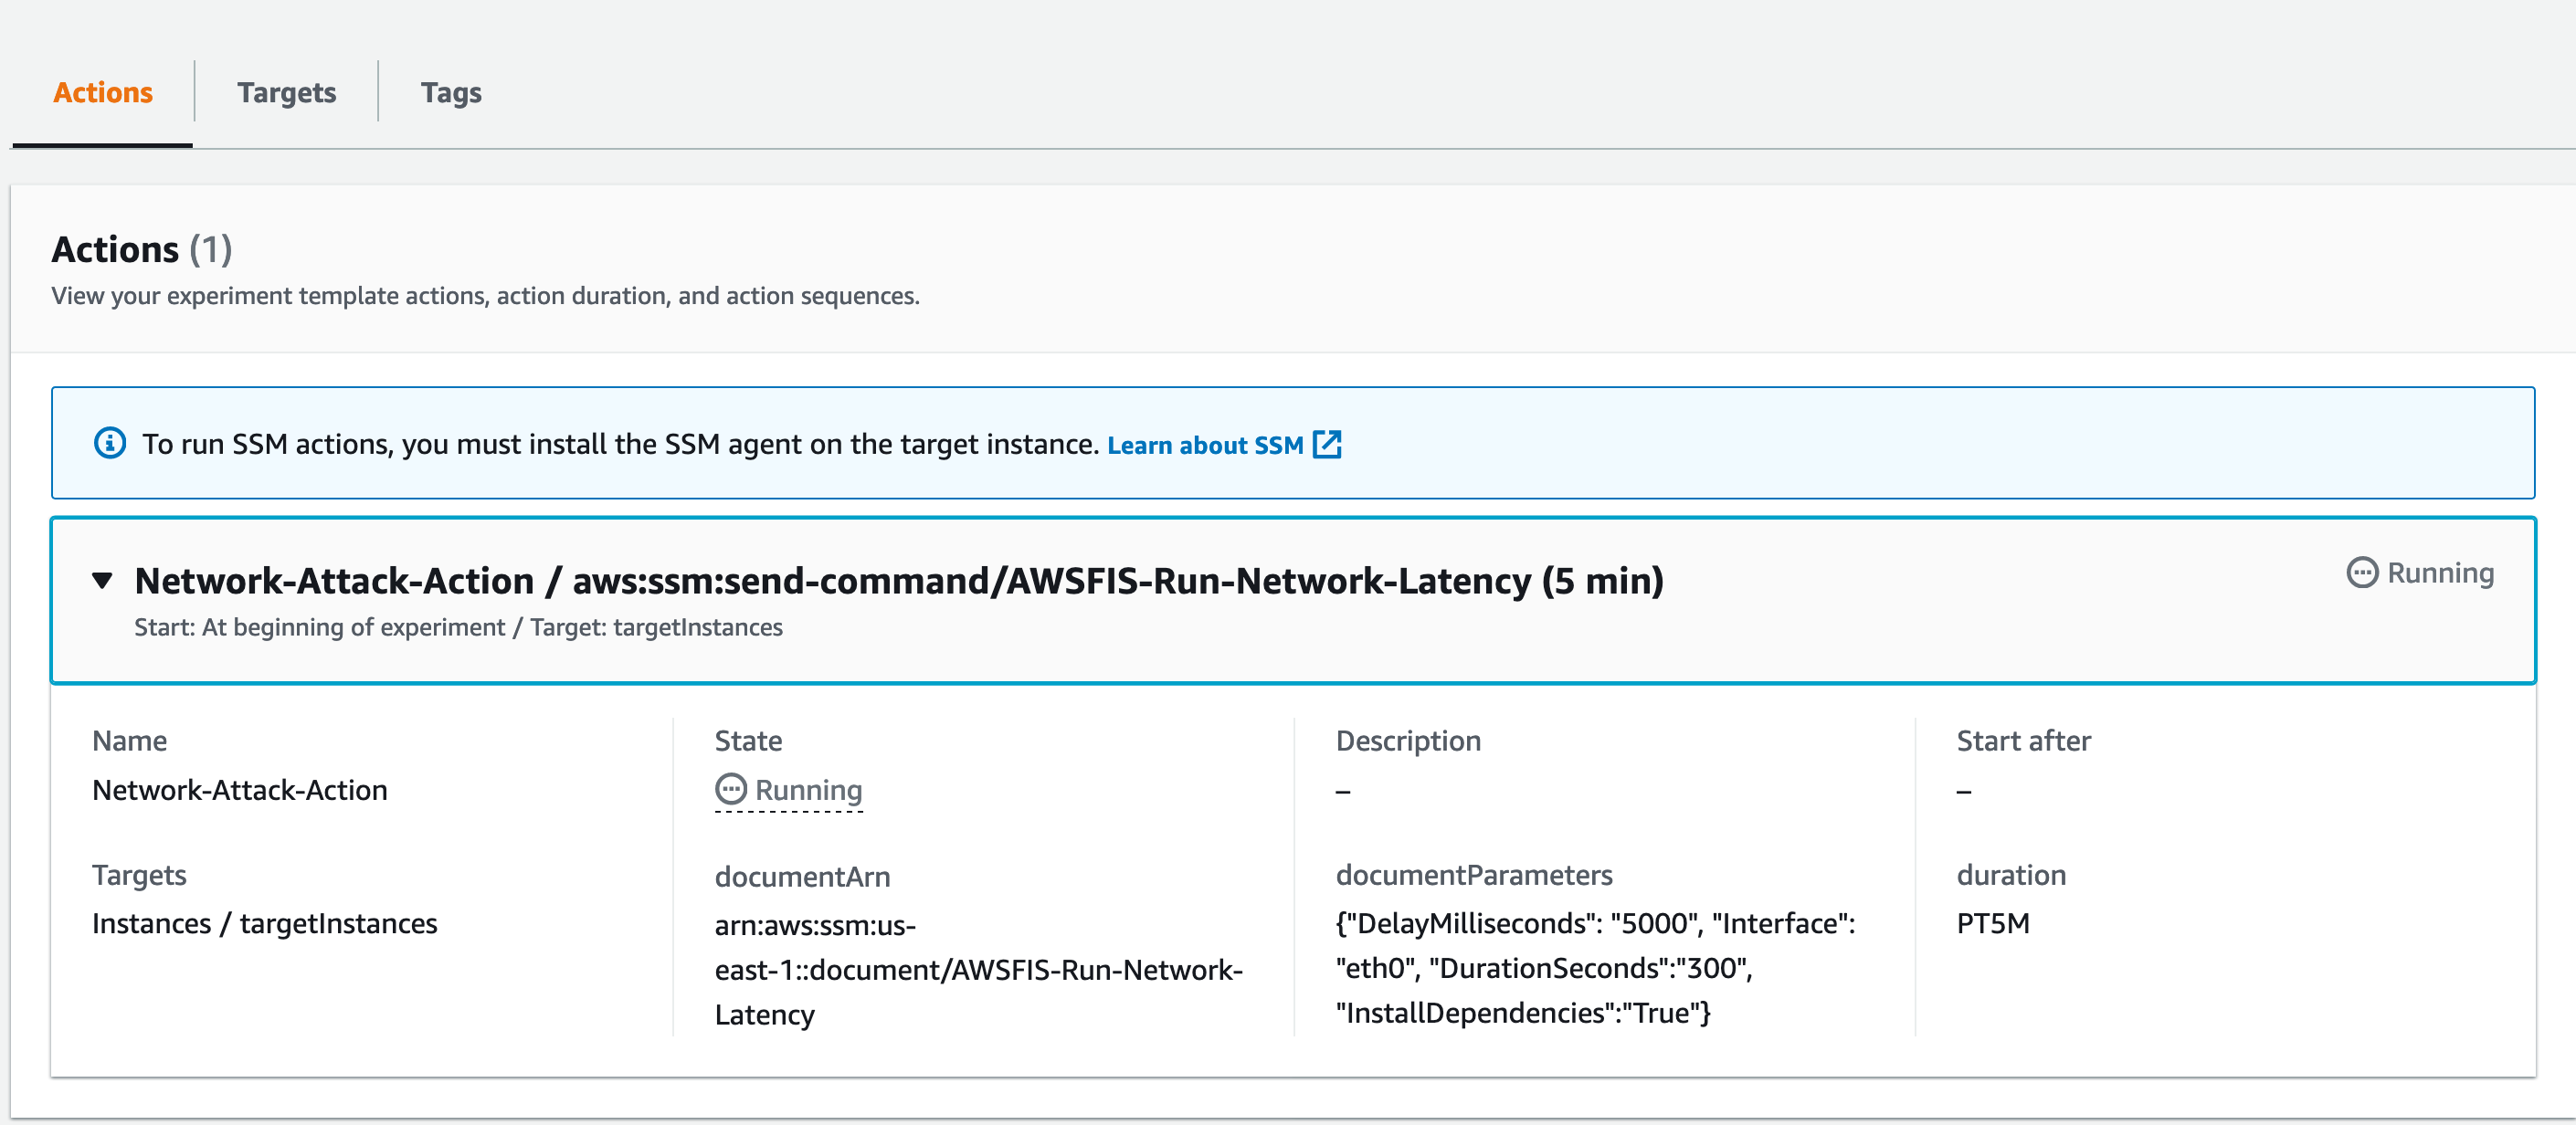 Actions
Targets
Tags
Actions (1)
View your experiment template actions, action duration, and action sequences.
To run SSM actions, you must install the SSM agent on the target instance. Learn about SSM
Network-Attack-Action / aws:ssm:send-command/AWSFIS-Run-Network-Latency (5 min)
Running
Start: At beginning of experiment / Target: targetInstances
Name
Network-Attack-Action
State
Running
Description
–
Start after
–
Targets
Instances / targetInstances
documentArn
arn:aws:ssm:us-
east-1::document/AWSFIS-Run-Network-
Latency
documentParameters
{"DelayMilliseconds": "5000", "Interface":
"eth0", "DurationSeconds":"300",
"InstallDependencies":"True"}
duration
PT5M